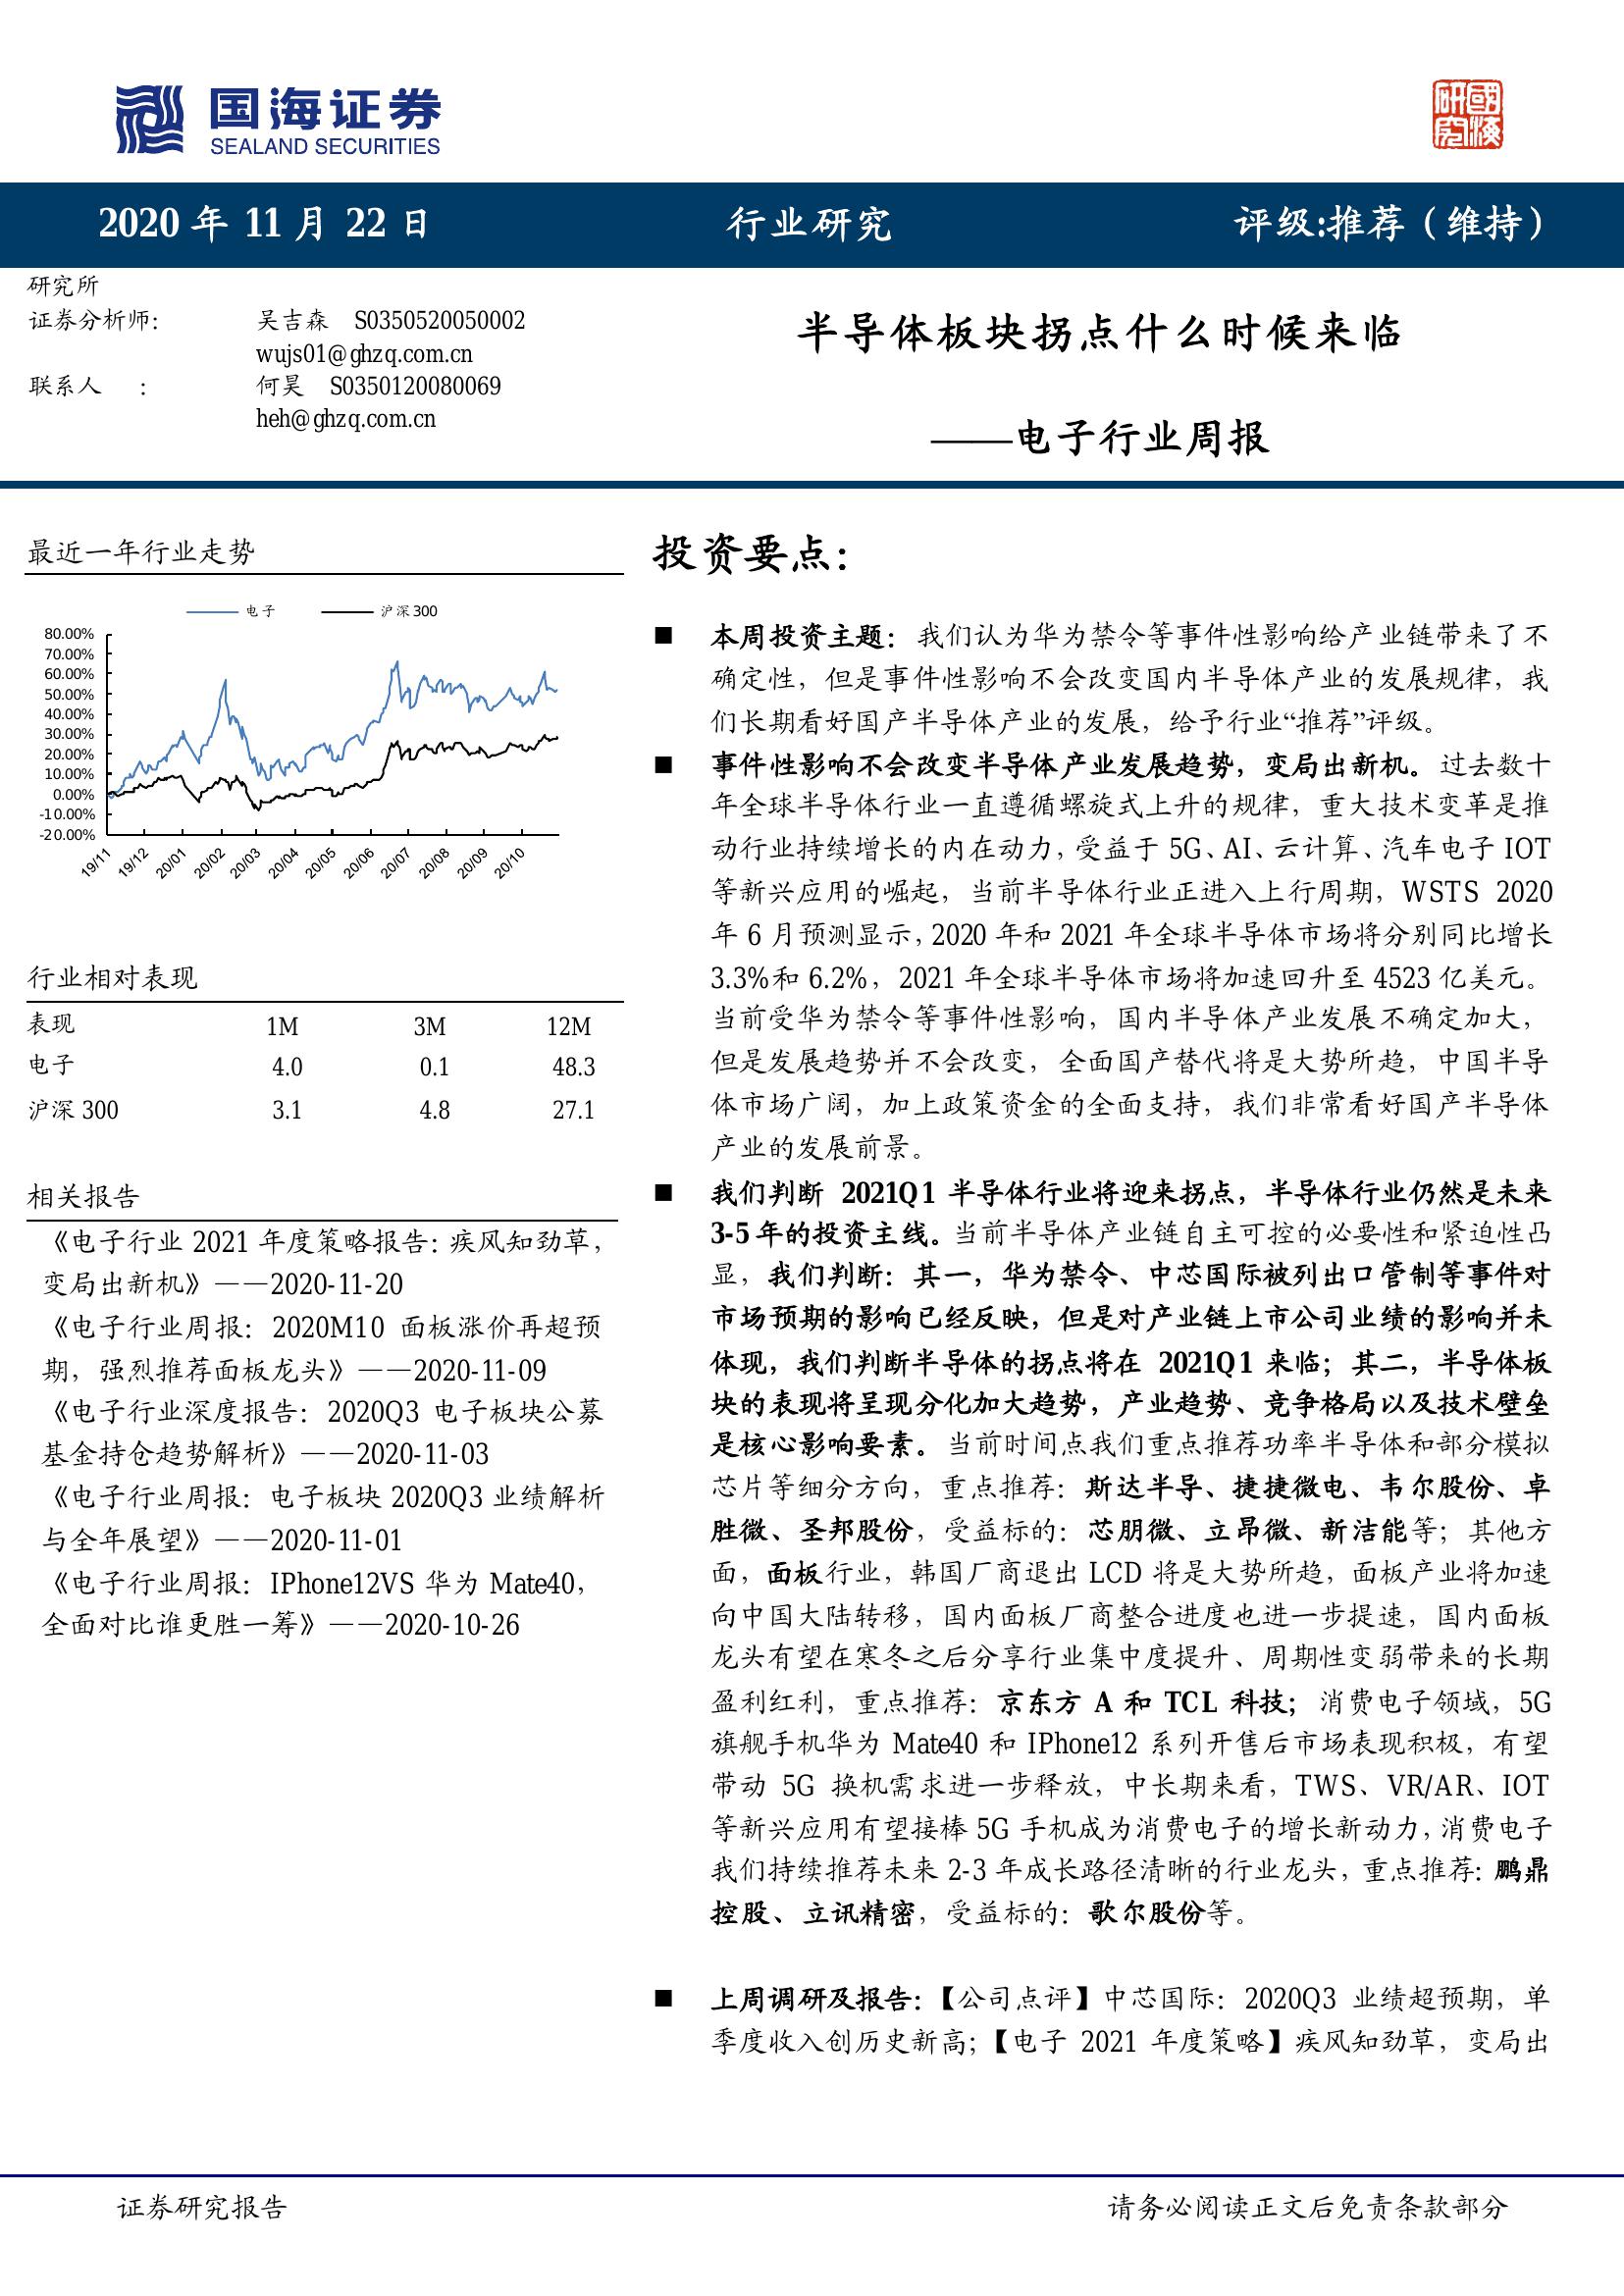 国海证券
SEALAND SECURITIES
研究
國海
2020 年 11 月 22 日
行业研究
评级:推荐（维持）
研究所
证券分析师： 吴吉森 S0350520050002
wujs01@ghzq.com.cn
联系人 ： 何昊 S0350120080069
heh@ghzq.com.cn
半导体板块拐点什么时候来临
——电子行业周报
最近一年行业走势
电子 沪深300
80.00%
70.00%
60.00%
50.00%
40.00%
30.00%
20.00%
10.00%
0.00%
-10.00%
-20.00%
19/11 19/12 20/01 20/02 20/03 20/04 20/05 20/06 20/07 20/08 20/09 20/10
行业相对表现
表现 1M 3M 12M
电子 4.0 0.1 48.3
沪深 300 3.1 4.8 27.1
相关报告
《电子行业 2021 年度策略报告：疾风知劲草，
变局出新机》——2020-11-20
《电子行业周报：2020M10 面板涨价再超预
期，强烈推荐面板龙头》——2020-11-09
《电子行业深度报告：2020Q3 电子板块公募
基金持仓趋势解析》——2020-11-03
《电子行业周报：电子板块 2020Q3 业绩解析
与全年展望》——2020-11-01
《电子行业周报：IPhone12VS 华为 Mate40，
全面对比谁更胜一筹》——2020-10-26
投资要点：
■ 本周投资主题：我们认为华为禁令等事件性影响给产业链带来了不
确定性，但是事件性影响不会改变国内半导体产业的发展规律，我
们长期看好国产半导体产业的发展，给予行业“推荐”评级。
■ 事件性影响不会改变半导体产业发展趋势，变局出新机。过去数十
年全球半导体行业一直遵循螺旋式上升的规律，重大技术变革是推
动行业持续增长的内在动力，受益于 5G、AI、云计算、汽车电子 IOT
等新兴应用的崛起，当前半导体行业正进入上行周期，WSTS 2020
年 6 月预测显示，2020 年和 2021 年全球半导体市场将分别同比增长
3.3%和 6.2%，2021 年全球半导体市场将加速回升至 4523 亿美元。
当前受华为禁令等事件性影响，国内半导体产业发展不确定加大，
但是发展趋势并不会改变，全面国产替代将是大势所趋，中国半导
体市场广阔，加上政策资金的全面支持，我们非常看好国产半导体
产业的发展前景。
■ 我们判断 2021Q1 半导体行业将迎来拐点，半导体行业仍然是未来
3-5 年的投资主线。当前半导体产业链自主可控的必要性和紧迫性凸
显，我们判断：其一，华为禁令、中芯国际被列出口管制等事件对
市场预期的影响已经反映，但是对产业链上市公司业绩的影响并未
体现，我们判断半导体的拐点将在 2021Q1 来临；其二，半导体板
块的表现将呈现分化加大趋势，产业趋势、竞争格局以及技术壁垒
是核心影响要素。当前时间点我们重点推荐功率半导体和部分模拟
芯片等细分方向，重点推荐：斯达半导、捷捷微电、韦尔股份、卓
胜微、圣邦股份，受益标的：芯朋微、立昂微、新洁能等；其他方
面，面板行业，韩国厂商退出 LCD 将是大势所趋，面板产业将加速
向中国大陆转移，国内面板厂商整合进度也进一步提速，国内面板
龙头有望在寒冬之后分享行业集中度提升、周期性变弱带来的长期
盈利红利，重点推荐：京东方 A 和 TCL 科技；消费电子领域，5G
旗舰手机华为 Mate40 和 IPhone12 系列开售后市场表现积极，有望
带动 5G 换机需求进一步释放，中长期来看，TWS、VR/AR、IOT
等新兴应用有望接棒 5G 手机成为消费电子的增长新动力，消费电子
我们持续推荐未来 2-3 年成长路径清晰的行业龙头，重点推荐：鹏鼎
控股、立讯精密，受益标的：歌尔股份等。
■ 上周调研及报告：【公司点评】中芯国际：2020Q3 业绩超预期，单
季度收入创历史新高；【电子 2021 年度策略】疾风知劲草，变局出
证券研究报告
请务必阅读正文后免责条款部分